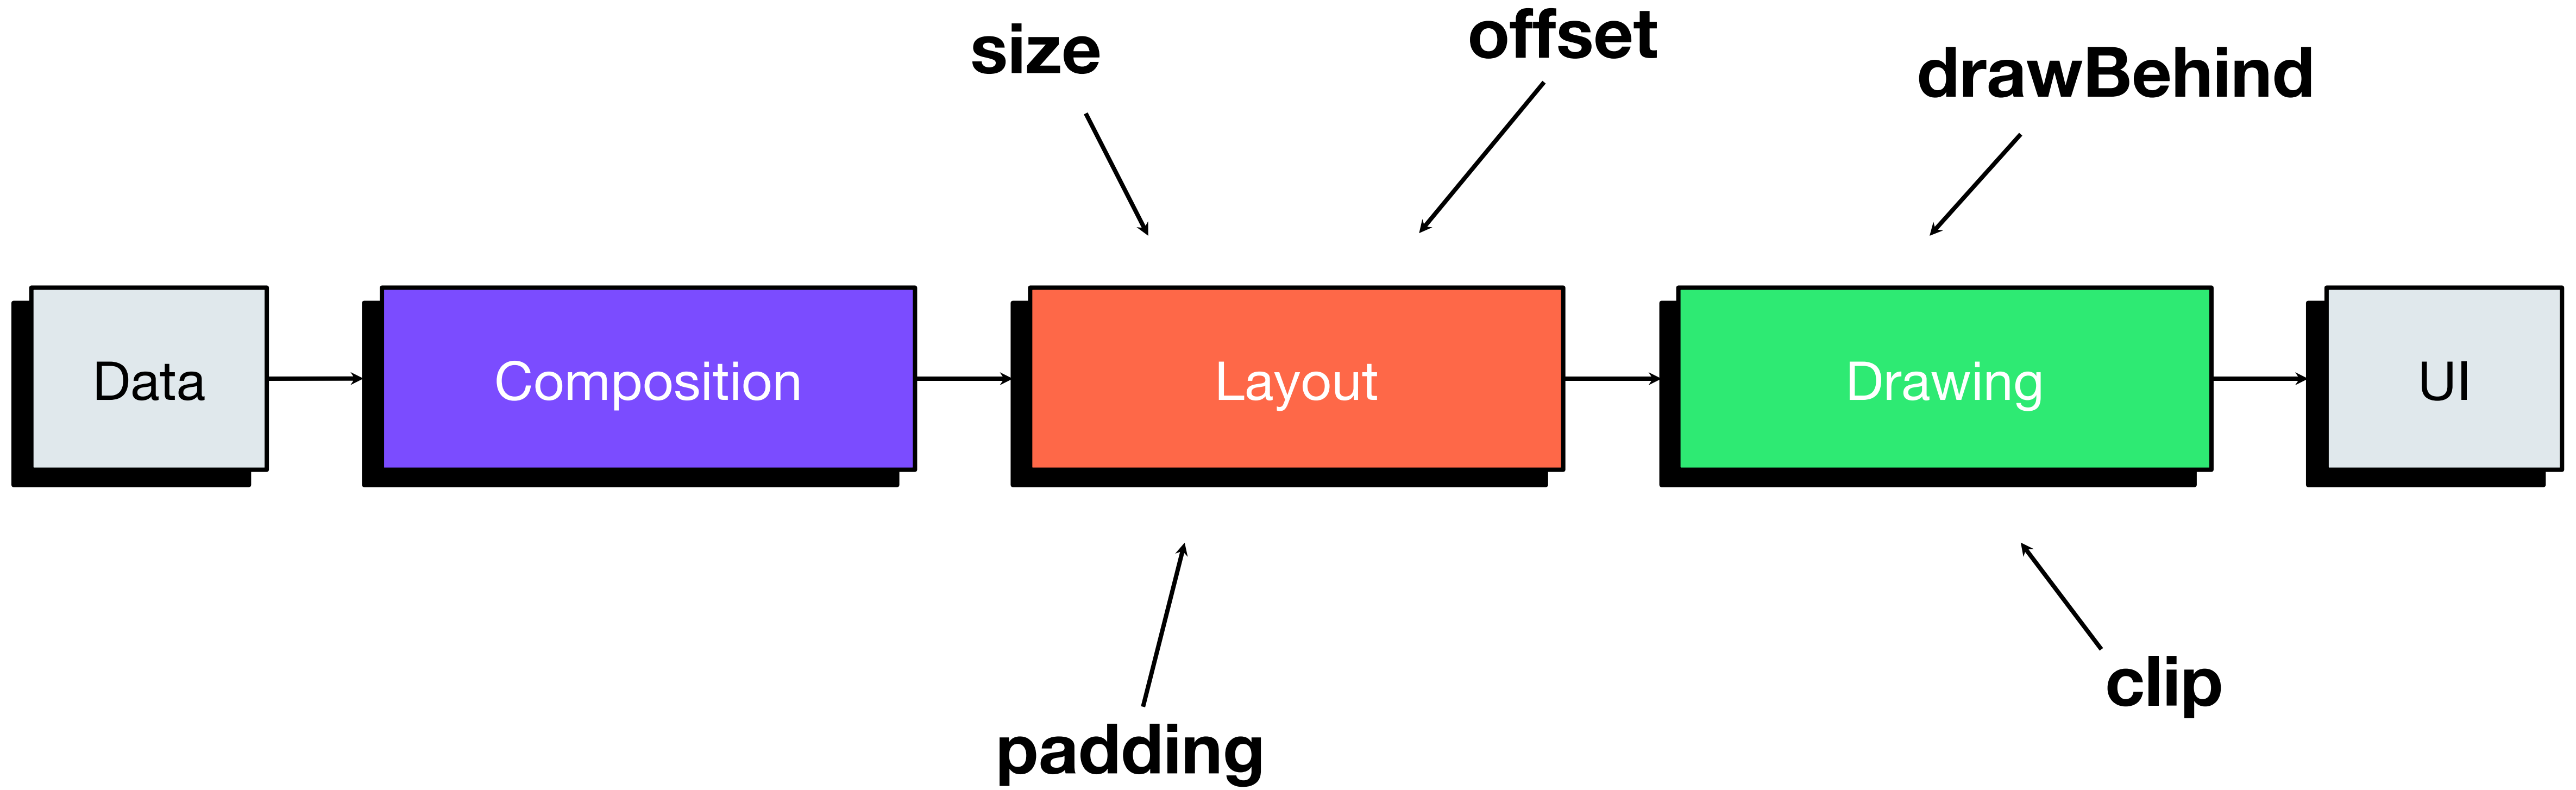 size
offset
drawBehind
Data
Composition
Layout
Drawing
UI
padding
clip